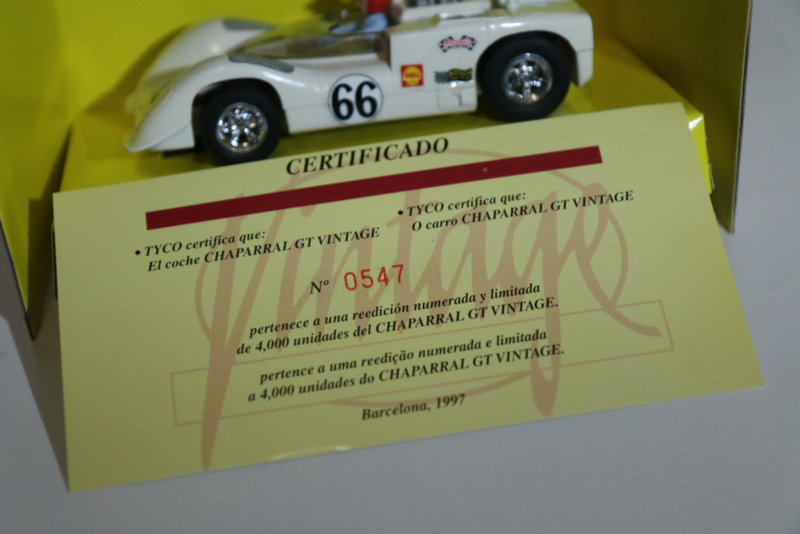 66
CERTIFICADO
• TYCO certifica que:
El coche CHAPARRAL GT VINTAGE
• TYCO certifica que:
O carro CHAPARRAL GT VINTAGE
Nº 0547
pertenece a una reedición numerada y limitada
de 4,000 unidades del CHAPARRAL GT VINTAGE.
pertence a uma reedição numerada e limitada
a 4,000 unidades do CHAPARRAL GT VINTAGE.
Barcelona, 1997
Vintage